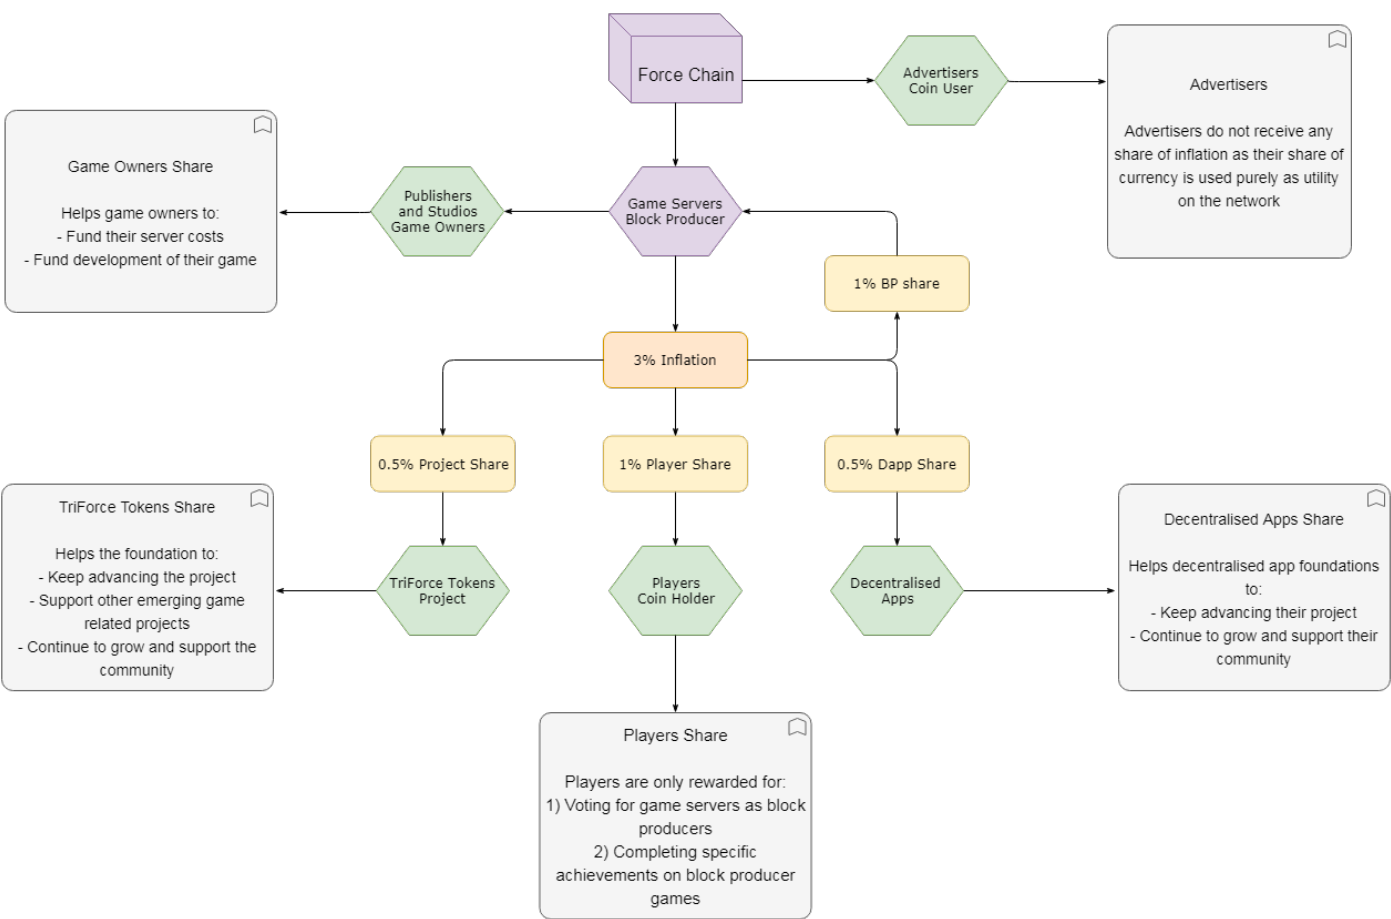 Force Chain
Advertisers
Coin User
Advertisers
Advertisers do not receive any
share of inflation as their share of
currency is used purely as utility
on the network
Game Owners Share
Helps game owners to:
- Fund their server costs
- Fund development of their game
Publishers
and Studios
Game Owners
Game Servers
Block Producer
1% BP share
3% Inflation
0.5% Project Share
1% Player Share
0.5% Dapp Share
TriForce Tokens Share
Helps the foundation to:
- Keep advancing the project
- Support other emerging game
related projects
- Continue to grow and support the
community
TriForce Tokens
Project
Players
Coin Holder
Decentralised
Apps
Decentralised Apps Share
Helps decentralised app foundations
to:
- Keep advancing their project
- Continue to grow and support their
community
Players Share
Players are only rewarded for:
1) Voting for game servers as block
producers
2) Completing specific
achievements on block producer
games